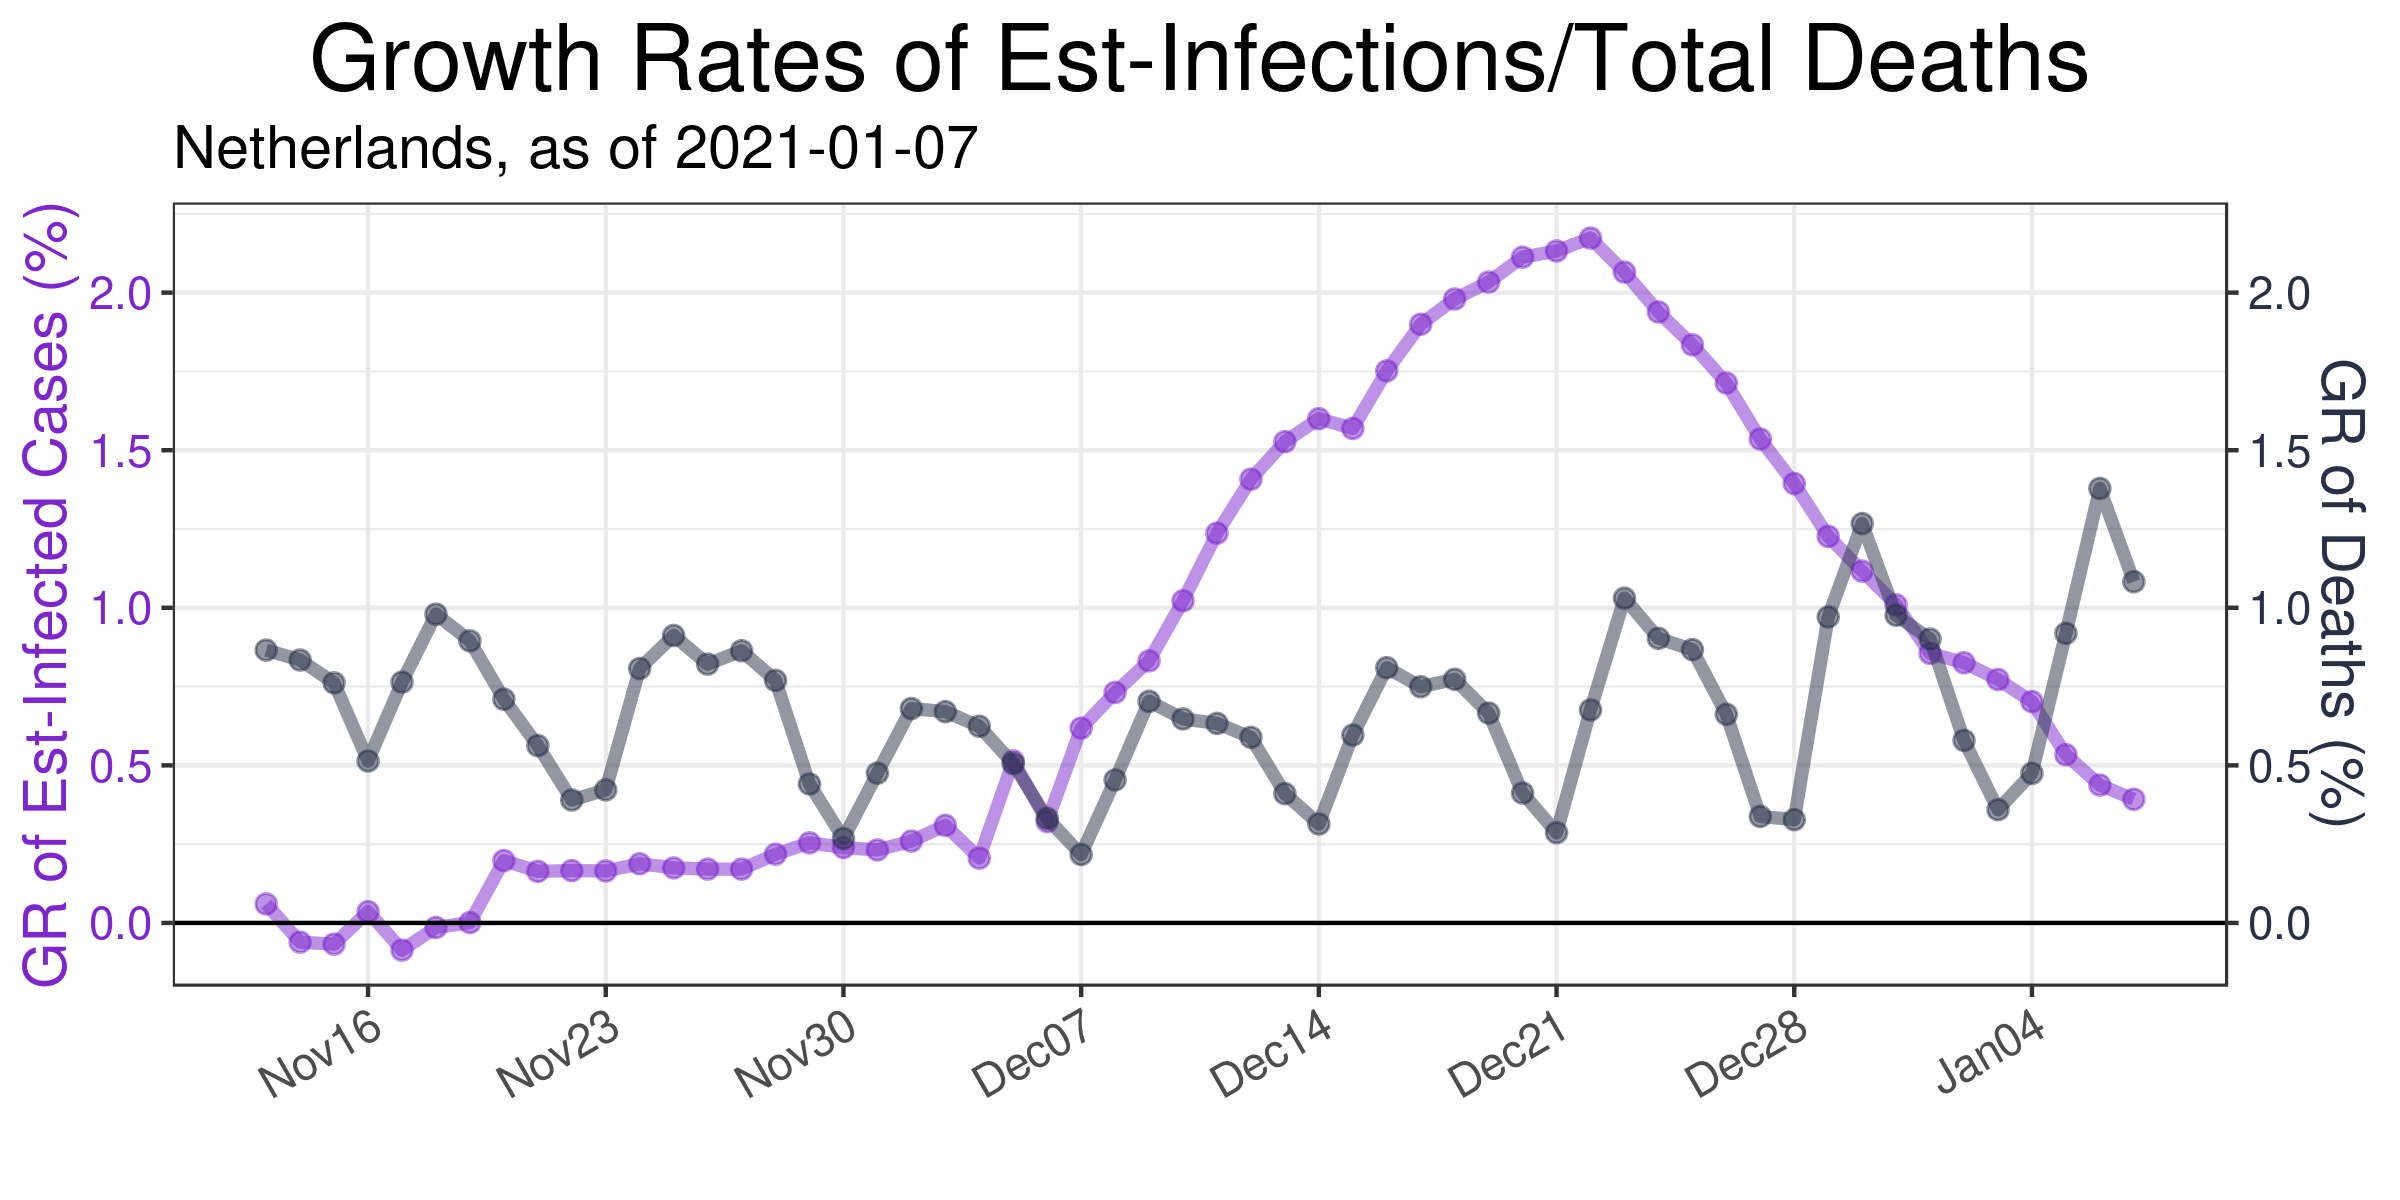 Growth Rates of Est-Infections/Total Deaths
Netherlands, as of 2021-01-07
GR of Est-Infected Cases (%)
2.0
1.5
1.0
0.5
0.0
2.0
1.5
1.0
0.5
0.0
GR of Deaths (%)
Nov16
Nov23
Nov30
Dec07
Dec14
Dec21
Dec28
Jan04